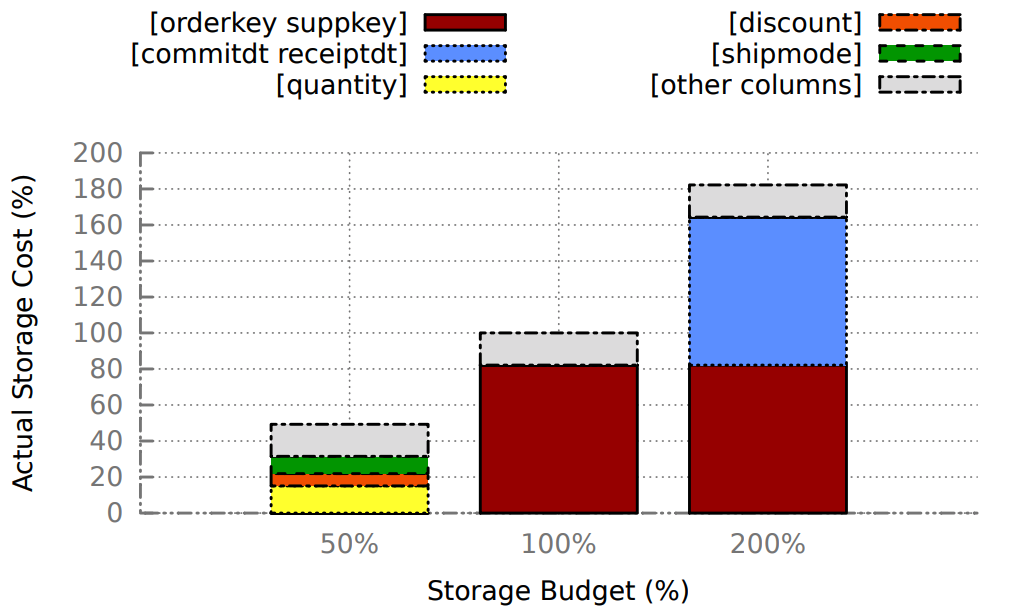 [orderkey suppkey] [discount]
[commitdt receiptdt] [shipmode]
[quantity] [other columns]
Actual Storage Cost (%)
200
180
160
140
120
100
80
60
40
20
0
50% 100% 200%
Storage Budget (%)